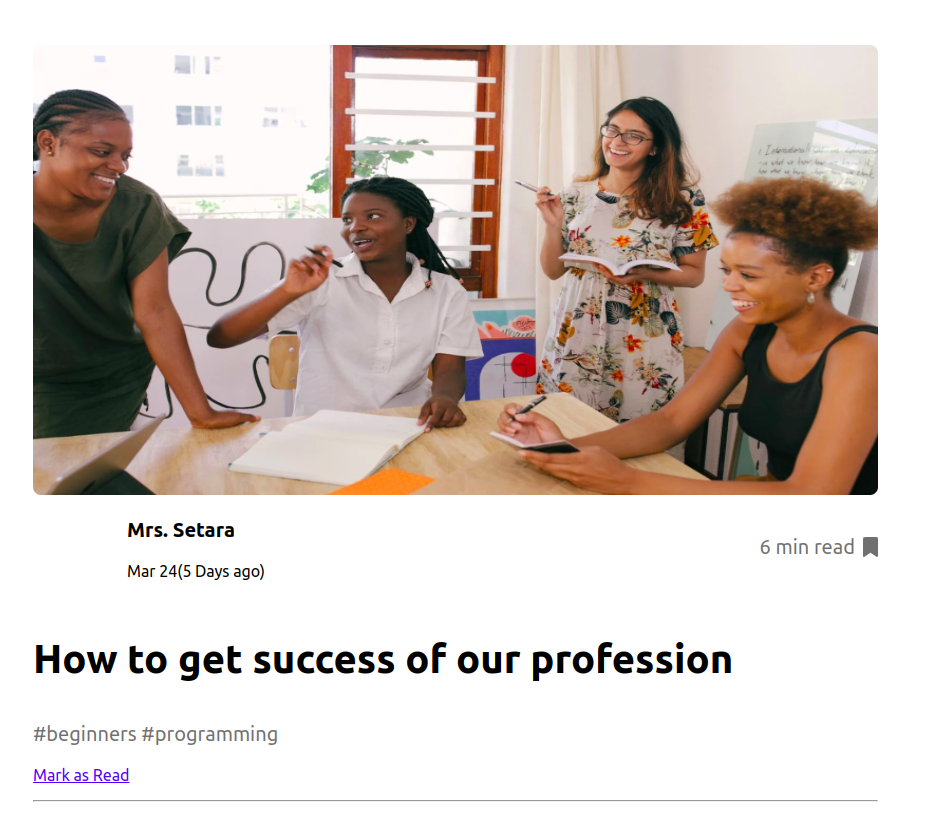 Mrs. Setara
6 min read
Mar 24(5 Days ago)
How to get success of our profession
#beginners #programming
Mark as Read